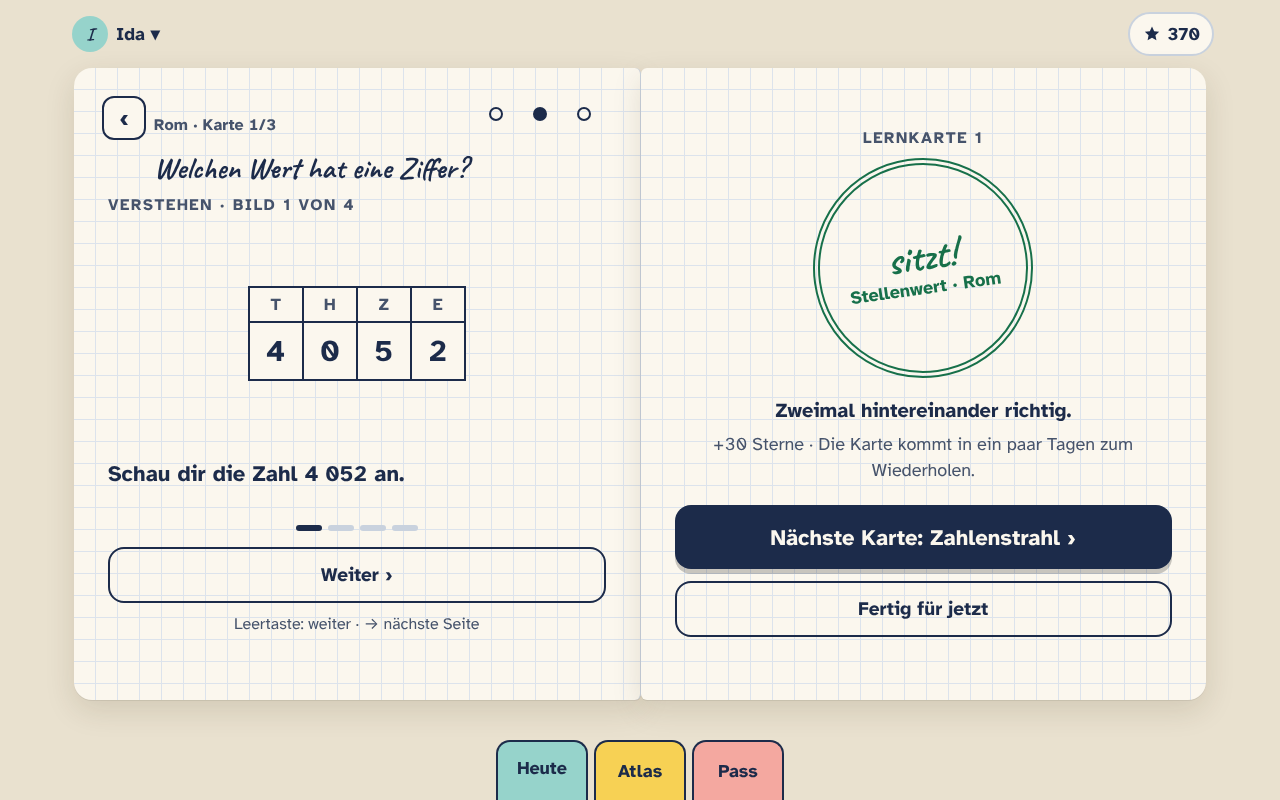 I Ida ▾
★ 370
‹ Rom · Karte 1/3
Welchen Wert hat eine Ziffer?
VERSTEHEN · BILD 1 VON 4
T H Z E
4 0 5 2
Schau dir die Zahl 4 052 an.
Weiter ›
Leertaste: weiter · → nächste Seite
LERNKARTE 1
sitzt!
Stellenwert · Rom
Zweimal hintereinander richtig.
+30 Sterne · Die Karte kommt in ein paar Tagen zum
Wiederholen.
Nächste Karte: Zahlenstrahl ›
Fertig für jetzt
Heute
Atlas
Pass